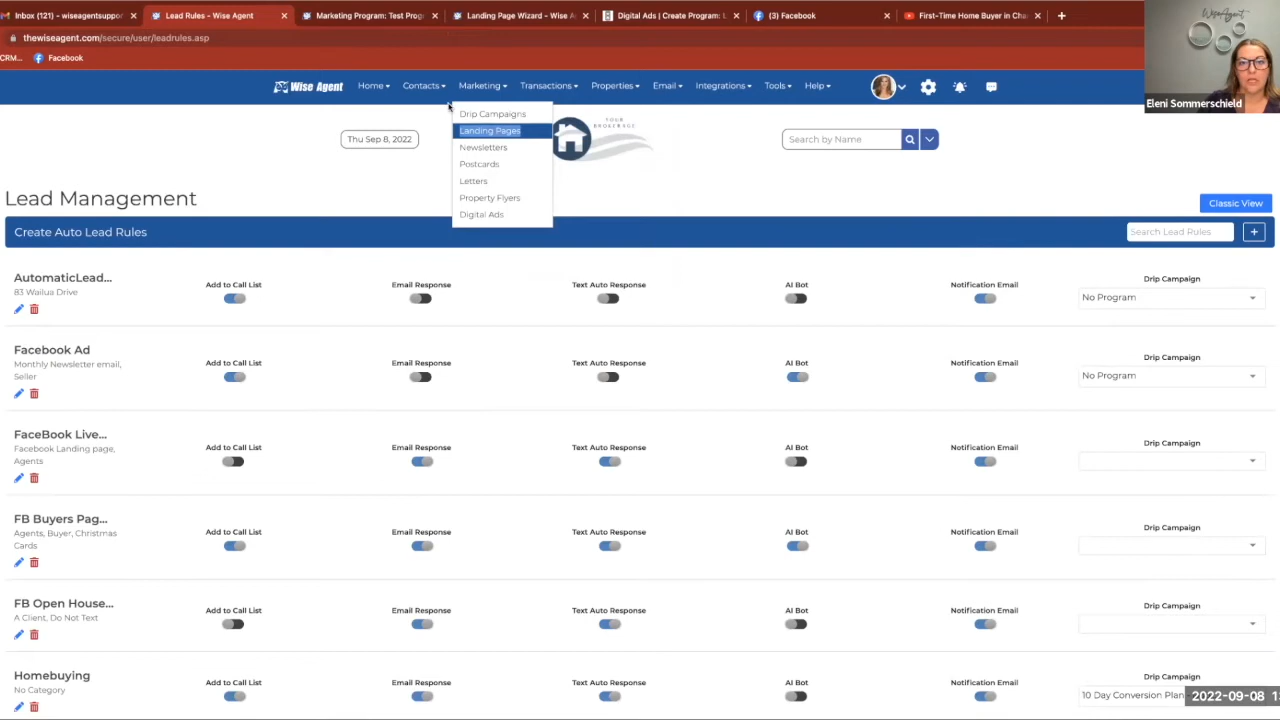 Inbox (121) - wiseagentsuppor
Lead Rules - Wise Agent
Marketing Program: Test Prog
Landing Page Wizard - Wise A
Digital Ads | Create Program: L
(3) Facebook
First-Time Home Buyer in Cha
thewiseagent.com/secure/user/leadrules.asp
CRM...
Facebook
WiseAgent
Eleni Sommerschield
Wise Agent
Home
Contacts
Marketing
Transactions
Properties
Email
Integrations
Tools
Help
Drip Campaigns
Landing Pages
Newsletters
Postcards
Letters
Property Flyers
Digital Ads
Thu Sep 8, 2022
YOUR
BROKERAGE
Search by Name
Lead Management
Classic View
Create Auto Lead Rules
Search Lead Rules
AutomaticLead...
83 Wailua Drive
Add to Call List
Email Response
Text Auto Response
AI Bot
Notification Email
Drip Campaign
No Program
Facebook Ad
Monthly Newsletter email,
Seller
Add to Call List
Email Response
Text Auto Response
AI Bot
Notification Email
Drip Campaign
No Program
FaceBook Live...
Facebook Landing page,
Agents
Add to Call List
Email Response
Text Auto Response
AI Bot
Notification Email
Drip Campaign
FB Buyers Pag...
Agents, Buyer, Christmas
Cards
Add to Call List
Email Response
Text Auto Response
AI Bot
Notification Email
Drip Campaign
FB Open House...
A Client, Do Not Text
Add to Call List
Email Response
Text Auto Response
AI Bot
Notification Email
Drip Campaign
Homebuying
No Category
Add to Call List
Email Response
Text Auto Response
AI Bot
Notification Email
Drip Campaign
10 Day Conversion Plan
2022-09-08